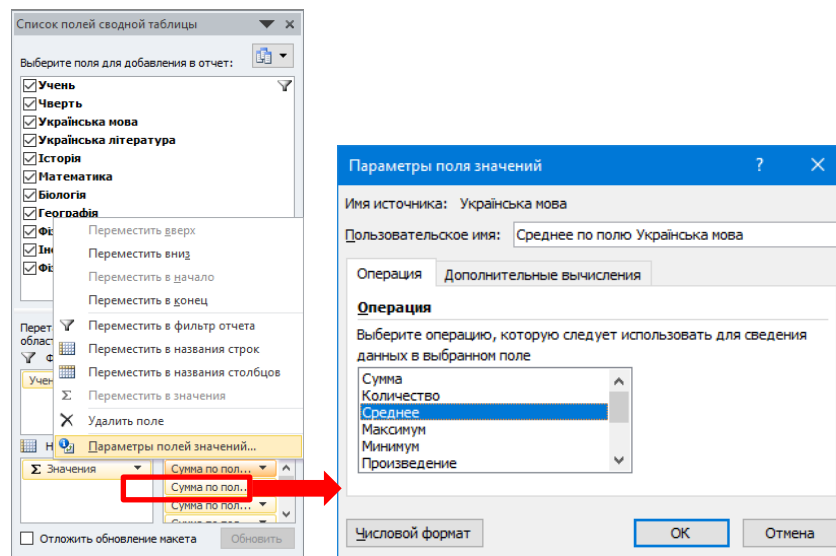 Список полей сводной таблицы
Выберите поля для добавления в отчет:
Учень
Чверть
Українська мова
Українська література
Історія
Математика
Біологія
Географія
Переместить вверх
Переместить вниз
Переместить в начало
Переместить в конец
Переместить в фильтр отчета
Переместить в названия строк
Переместить в названия столбцов
Σ Переместить в значения
Удалить поле
Параметры полей значений...
Σ Значения
Сумма по пол...
Сумма по пол...
Сумма по пол...
Отложить обновление макета
Обновить
Параметры поля значений
?
Имя источника: Українська мова
Пользовательское имя: Среднее по полю Українська мова
Операция
Дополнительные вычисления
Операция
Выберите операцию, которую следует использовать для сведения
данных в выбранном поле
Сумма
Количество
Среднее
Максимум
Минимум
Произведение
Числовой формат
ОК
Отмена